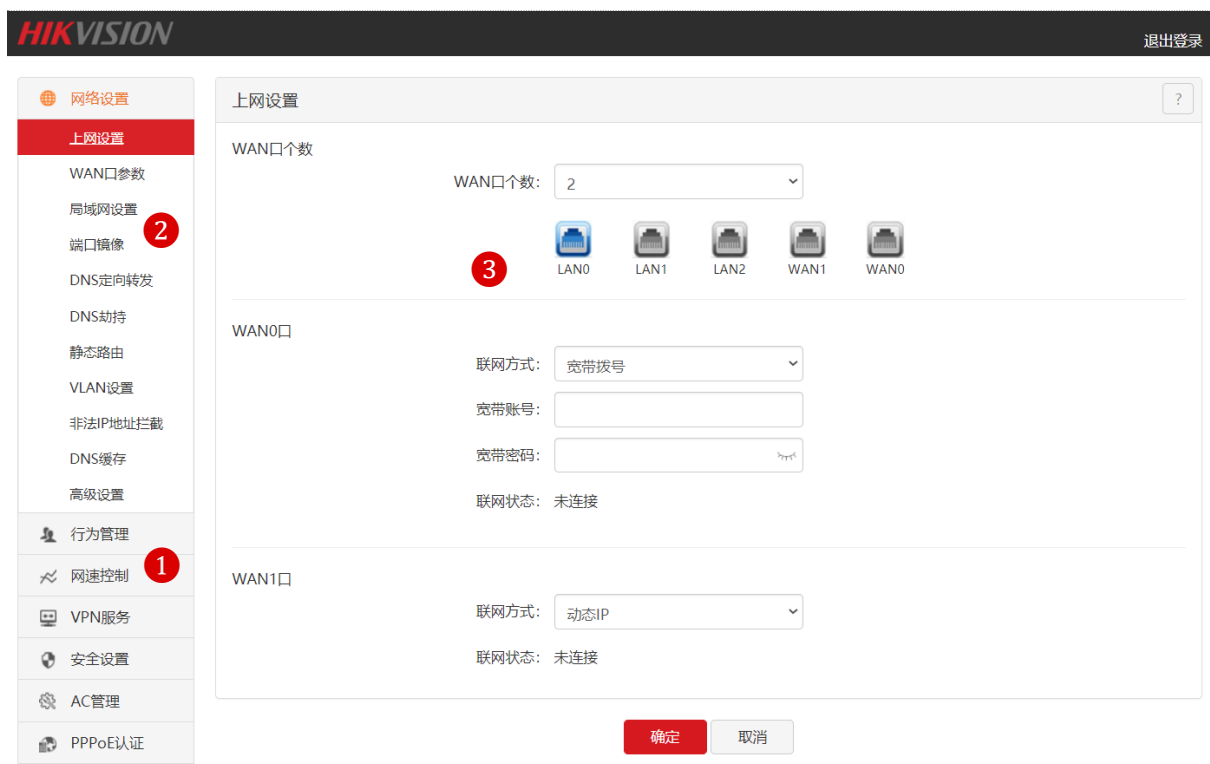 HIKVISION
退出登录
网络设置
上网设置
WAN口参数
局域网设置
2
端口镜像
DNS定向转发
DNS劫持
静态路由
VLAN设置
非法IP地址拦截
DNS缓存
高级设置
行为管理
1
网速控制
VPN服务
安全设置
AC管理
PPPoE认证
上网设置
?
WAN口个数
WAN口个数： 2
3
LAN0 LAN1 LAN2 WAN1 WAN0
WAN0口
联网方式： 宽带拨号
宽带账号：
宽带密码：
联网状态： 未连接
WAN1口
联网方式： 动态IP
联网状态： 未连接
确定 取消